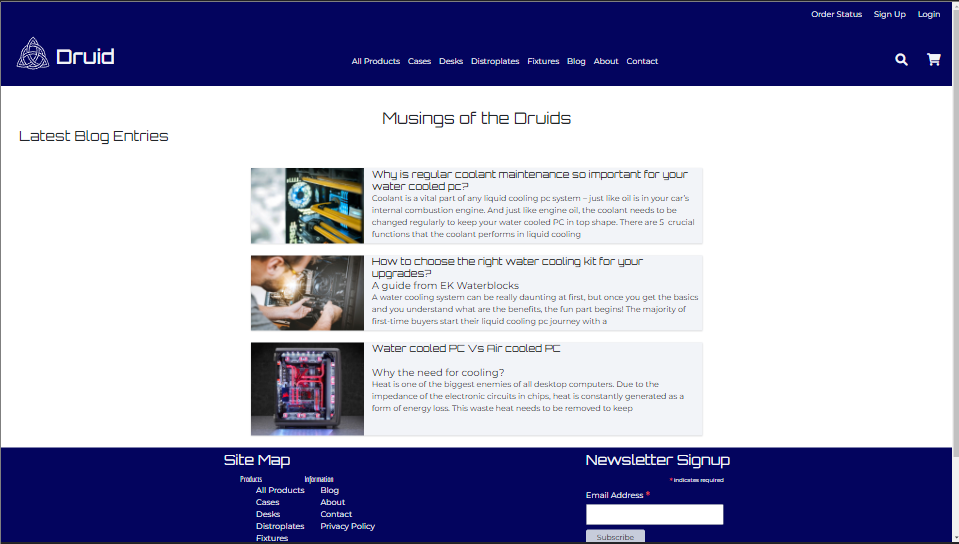 Order Status Sign Up Login
Druid
All Products Cases Desks Distroplates Fixtures Blog About Contact
Musings of the Druids
Latest Blog Entries
Why is regular coolant maintenance so important for your
water cooled pc?
Coolant is a vital part of any liquid cooling pc system – just like oil is in your car's
internal combustion engine. And just like engine oil, the coolant needs to be
changed regularly to keep your water cooled PC in top shape. There are 5 crucial
functions that the coolant performs in liquid cooling
How to choose the right water cooling kit for your
upgrades?
A guide from EK Waterblocks
A water cooling system can be really daunting at first, but once you get the basics
and you understand what are the benefits, the fun part begins! The majority of
first-time buyers start their liquid cooling pc journey with a
Water cooled PC Vs Air cooled PC
Why the need for cooling?
Heat is one of the biggest enemies of all desktop computers. Due to the
impedance of the electronic circuits in chips, heat is constantly generated as a
form of energy loss. This waste heat needs to be removed to keep
Site Map
Products
All Products
Cases
Desks
Distroplates
Fixtures
Information
Blog
About
Contact
Privacy Policy
Newsletter Signup
* indicates required
Email Address *
Subscribe